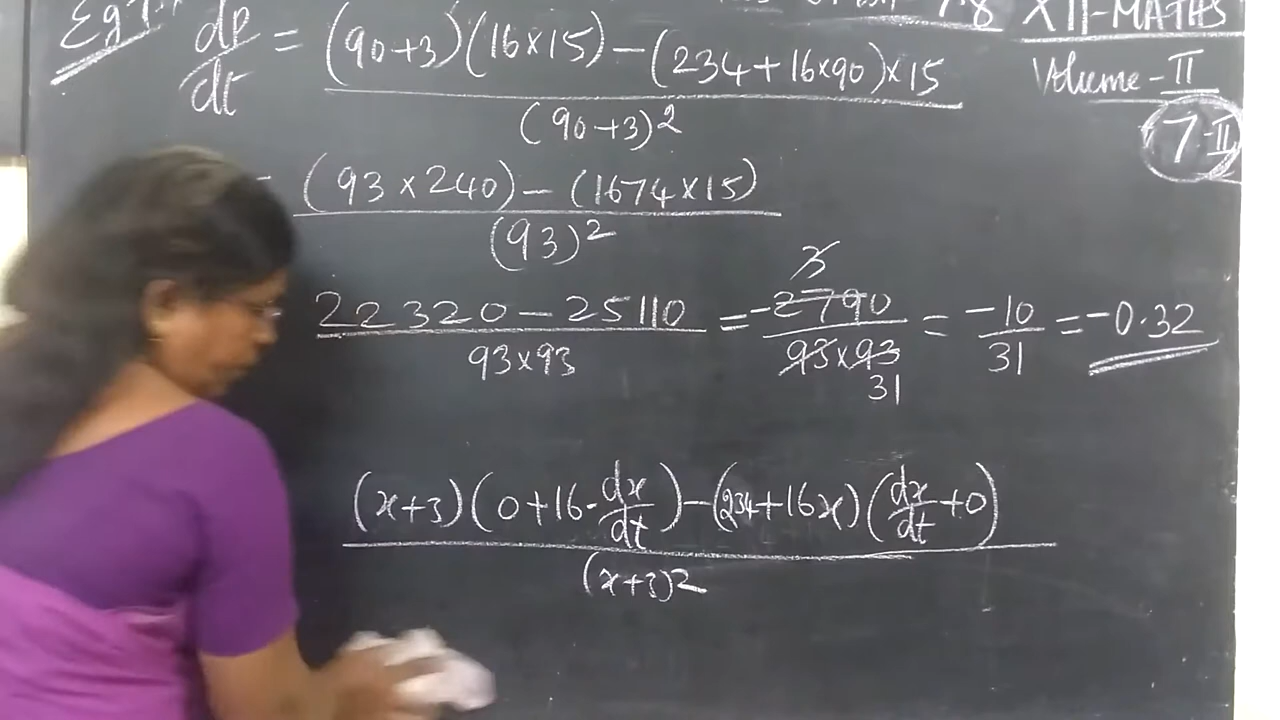 Eg 7. 7.8 XII-MATHS
Volume-II
7-II
dp/dt = (90+3)(16×15)-(234+16×90)×15 / (90+3)²
= (93×240)-(1674×15) / (93)²
22320-25110 / 93×93 = -2790 / 93×93 = -10/31 = -0.32
3
31
(x+3)(0+16·dx/dt)-(234+16x)(dx/dt+0) / (x+3)²